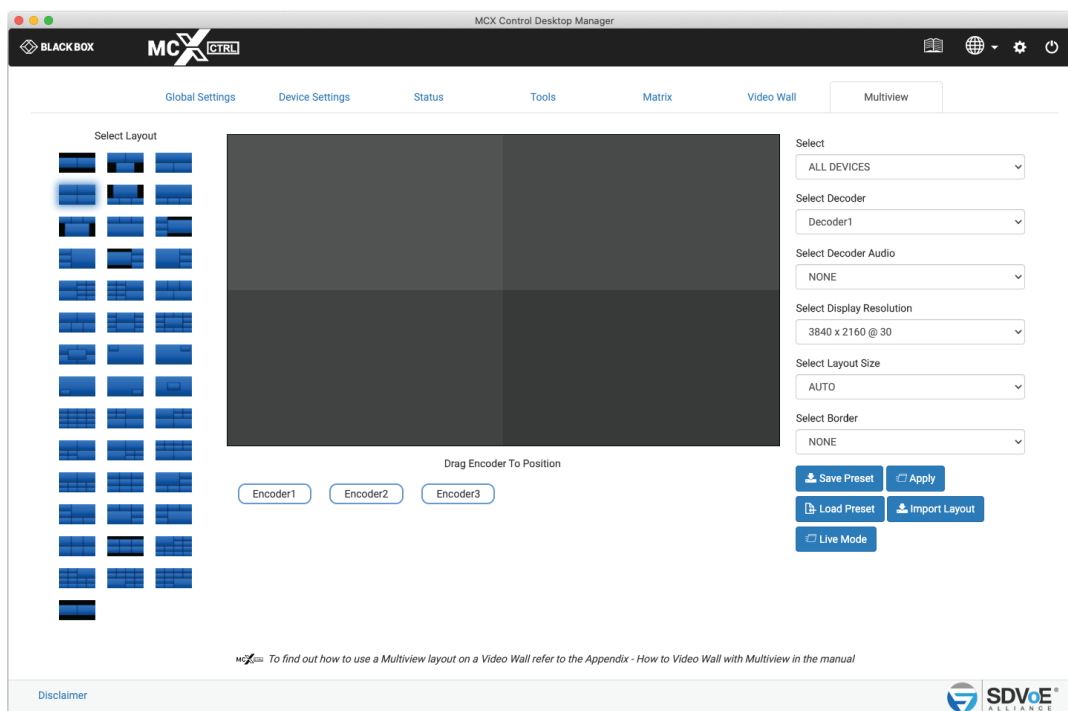 MCX Control Desktop Manager
BLACK BOX MCX CTRL
Global Settings Device Settings Status Tools Matrix Video Wall Multiview
Select Layout
Select
ALL DEVICES
Select Decoder
Decoder1
Select Decoder Audio
NONE
Select Display Resolution
3840 x 2160 @ 30
Select Layout Size
AUTO
Select Border
NONE
Save Preset Apply
Load Preset Import Layout
Live Mode
Drag Encoder To Position
Encoder1 Encoder2 Encoder3
MCX CTRL To find out how to use a Multiview layout on a Video Wall refer to the Appendix - How to Video Wall with Multiview in the manual
Disclaimer
SDVoE
ALLIANCE